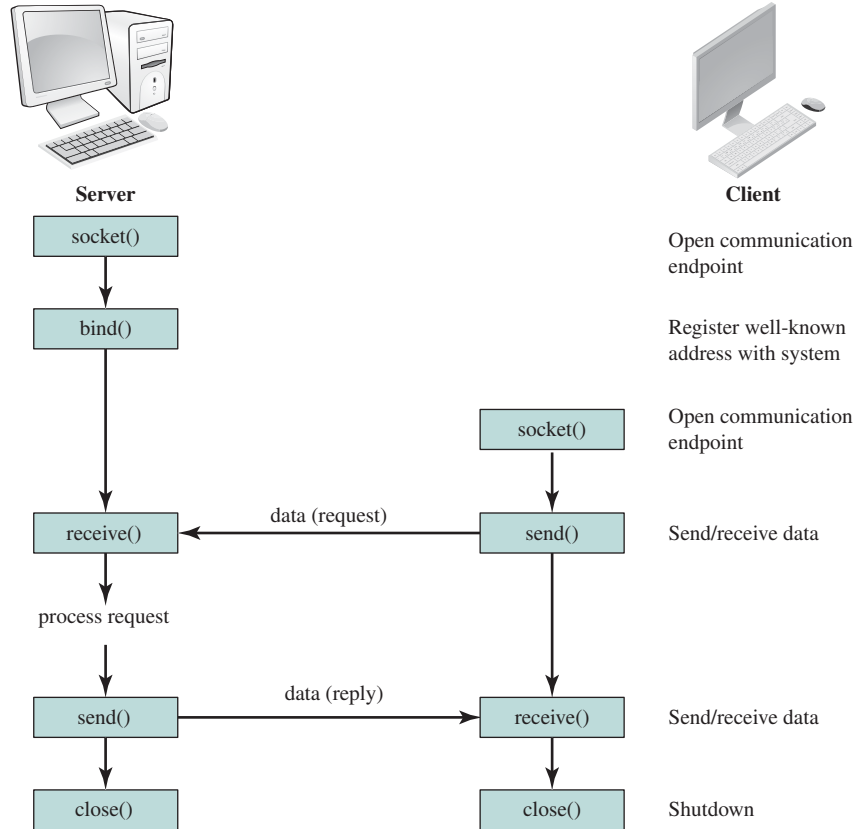 Server
Client
socket()
Open communication
endpoint
bind()
Register well-known
address with system
socket()
Open communication
endpoint
receive()
data (request)
send()
Send/receive data
process request
send()
data (reply)
receive()
Send/receive data
close()
close()
Shutdown